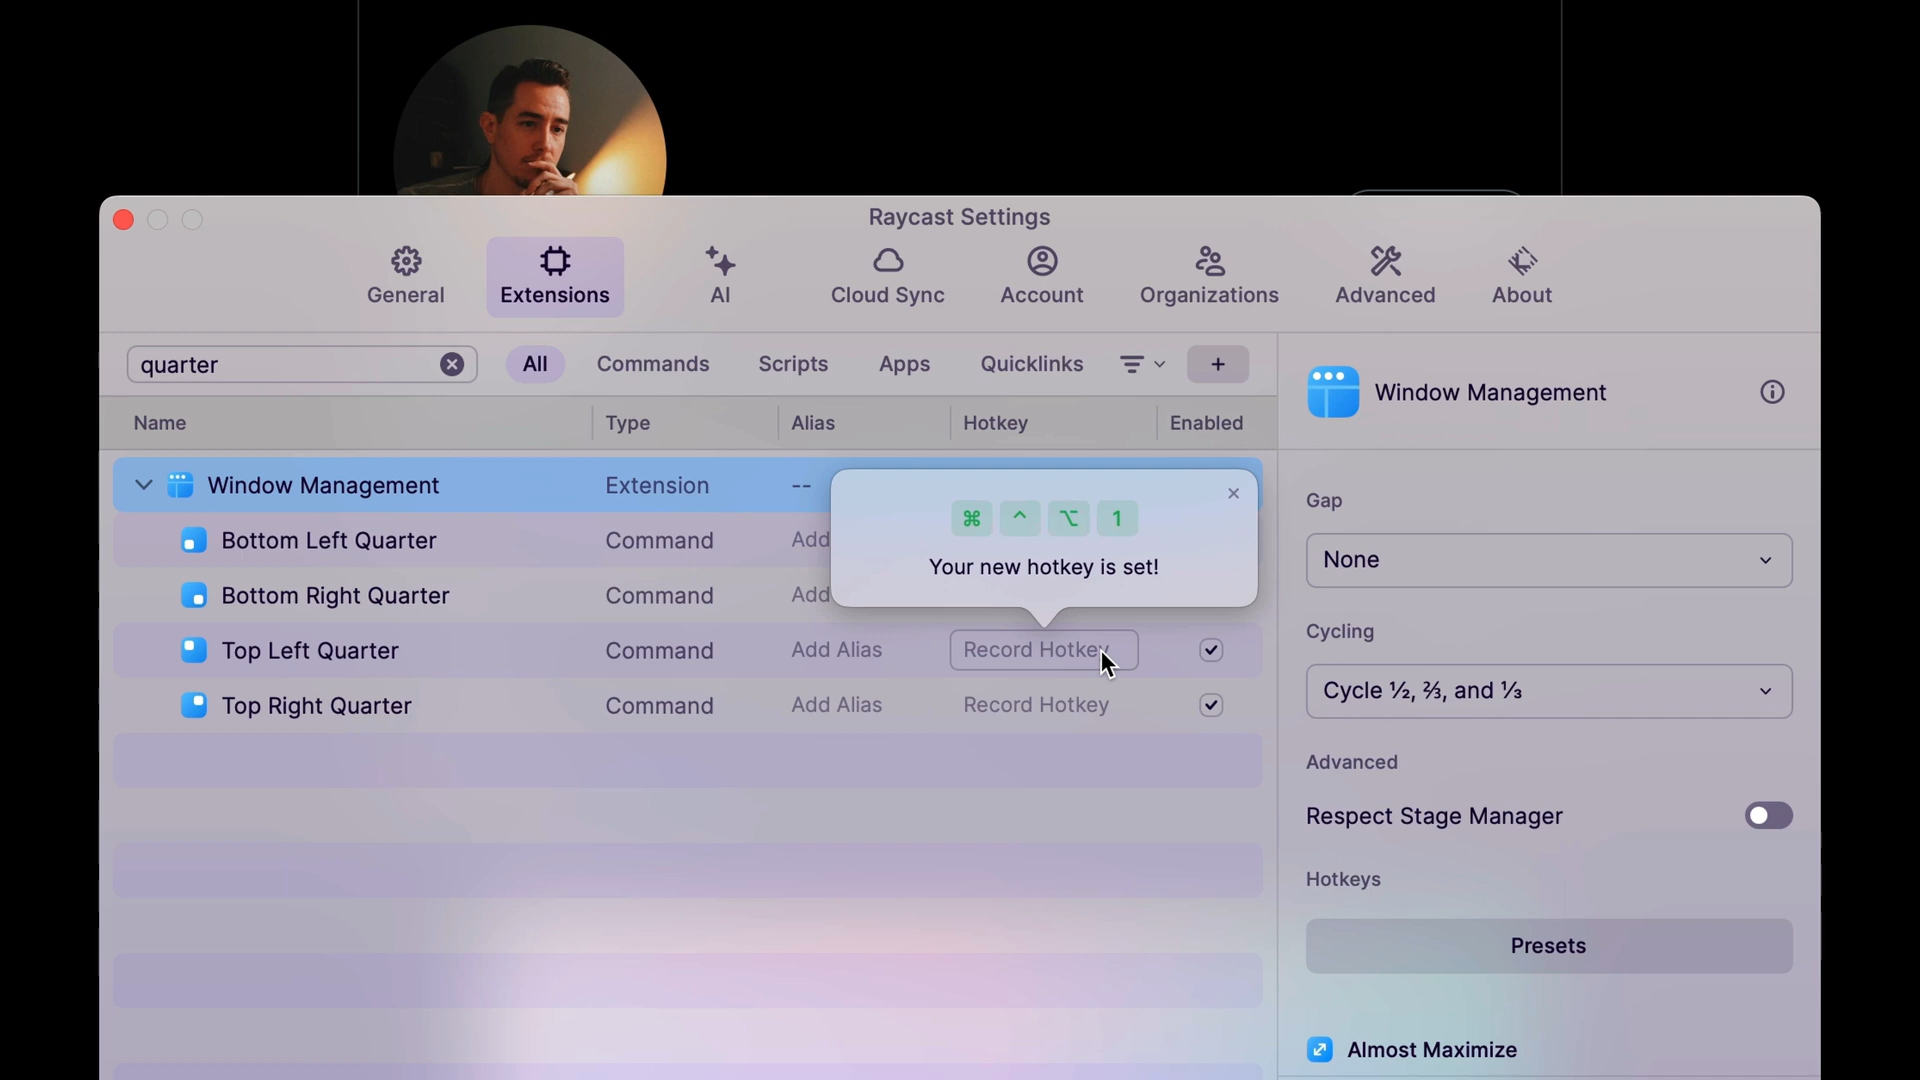 Raycast Settings
General
Extensions
AI
Cloud Sync
Account
Organizations
Advanced
About
quarter
All
Commands
Scripts
Apps
Quicklinks
+
Window Management
Name
Type
Alias
Hotkey
Enabled
Window Management
Extension
--
⌘ ^ ⌥ 1
Your new hotkey is set!
Bottom Left Quarter
Command
Add
Bottom Right Quarter
Command
Add
Top Left Quarter
Command
Add Alias
Record Hotkey
Top Right Quarter
Command
Add Alias
Record Hotkey
Gap
None
Cycling
Cycle ½, ⅔, and ⅓
Advanced
Respect Stage Manager
Hotkeys
Presets
Almost Maximize